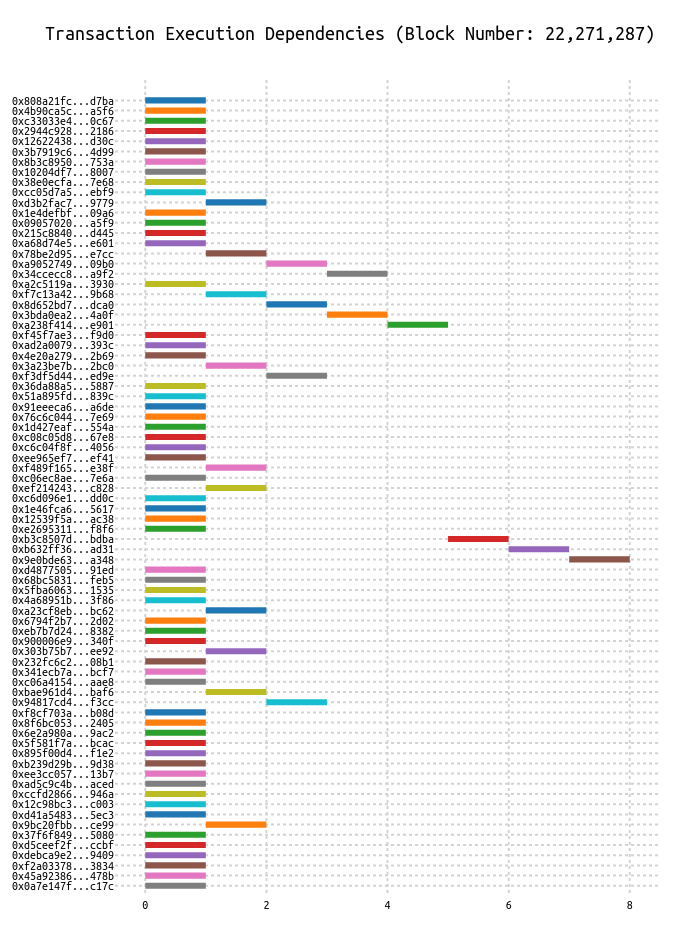 Transaction Execution Dependencies (Block Number: 22,271,287)
0x808a21fc...d7ba
0x4b90ca5c...a5f6
0xc33033e4...0c67
0x2944c928...2186
0x12622438...d30c
0x3b7919c6...4d99
0x8b3c8950...753a
0x10204df7...8007
0x38e0ecfa...7e68
0xcc05d7a5...ebf9
0xd3b2fac7...9779
0x1e4defbf...09a6
0x09057020...a5f9
0x215c8840...d445
0xa68d74e5...e601
0x78be2d95...e7cc
0xa9052749...09b0
0x34ccecc8...a9f2
0xa2c5119a...3930
0xf7c13a42...9b68
0x8d652bd7...dca0
0x3bda0ea2...4a0f
0xa238f414...e901
0xf45f7ae3...f9d0
0xad2a0079...393c
0x4e20a279...2b69
0x3a23be7b...2bc0
0xf3df5d44...ed9e
0x36da88a5...5887
0x51a895fd...839c
0x91eeeca6...a6de
0x76c6c044...7e69
0x1d427eaf...554a
0xc08c05d8...67e8
0xc6c04f8f...4056
0xee965ef7...ef41
0xf489f165...e38f
0xc06ec8ae...7e6a
0xef214243...c828
0xc6d096e1...dd0c
0x1e46fca6...5617
0x12539f5a...ac38
0xe2695311...f8f6
0xb3c8507d...bdba
0xb632ff36...ad31
0x9e0bde63...a348
0xd4877505...91ed
0x68bc5831...feb5
0x5fba6063...1535
0x4a68951b...3f86
0xa23cf8eb...bc62
0x6794f2b7...2d02
0xeb7b7d24...8382
0x900006e9...340f
0x303b75b7...ee92
0x232fc6c2...08b1
0x341ecb7a...bcf7
0xc06a4154...aae8
0xbae961d4...baf6
0x94817cd4...f3cc
0xf8cf703a...b08d
0x8f6bc053...2405
0x6e2a980a...9ac2
0x5f581f7a...bcac
0x895f00d4...f1e2
0xb239d29b...9d38
0xee3cc057...13b7
0xad5c9c4b...aced
0xccfd2866...946a
0x12c98bc3...c003
0xd41a5483...5ec3
0x9bc20fbb...ce99
0x37f6f849...5080
0xd5ceef2f...ccbf
0xdebca9e2...9409
0xf2a03378...3834
0x45a92386...478b
0x0a7e147f...c17c
0 2 4 6 8